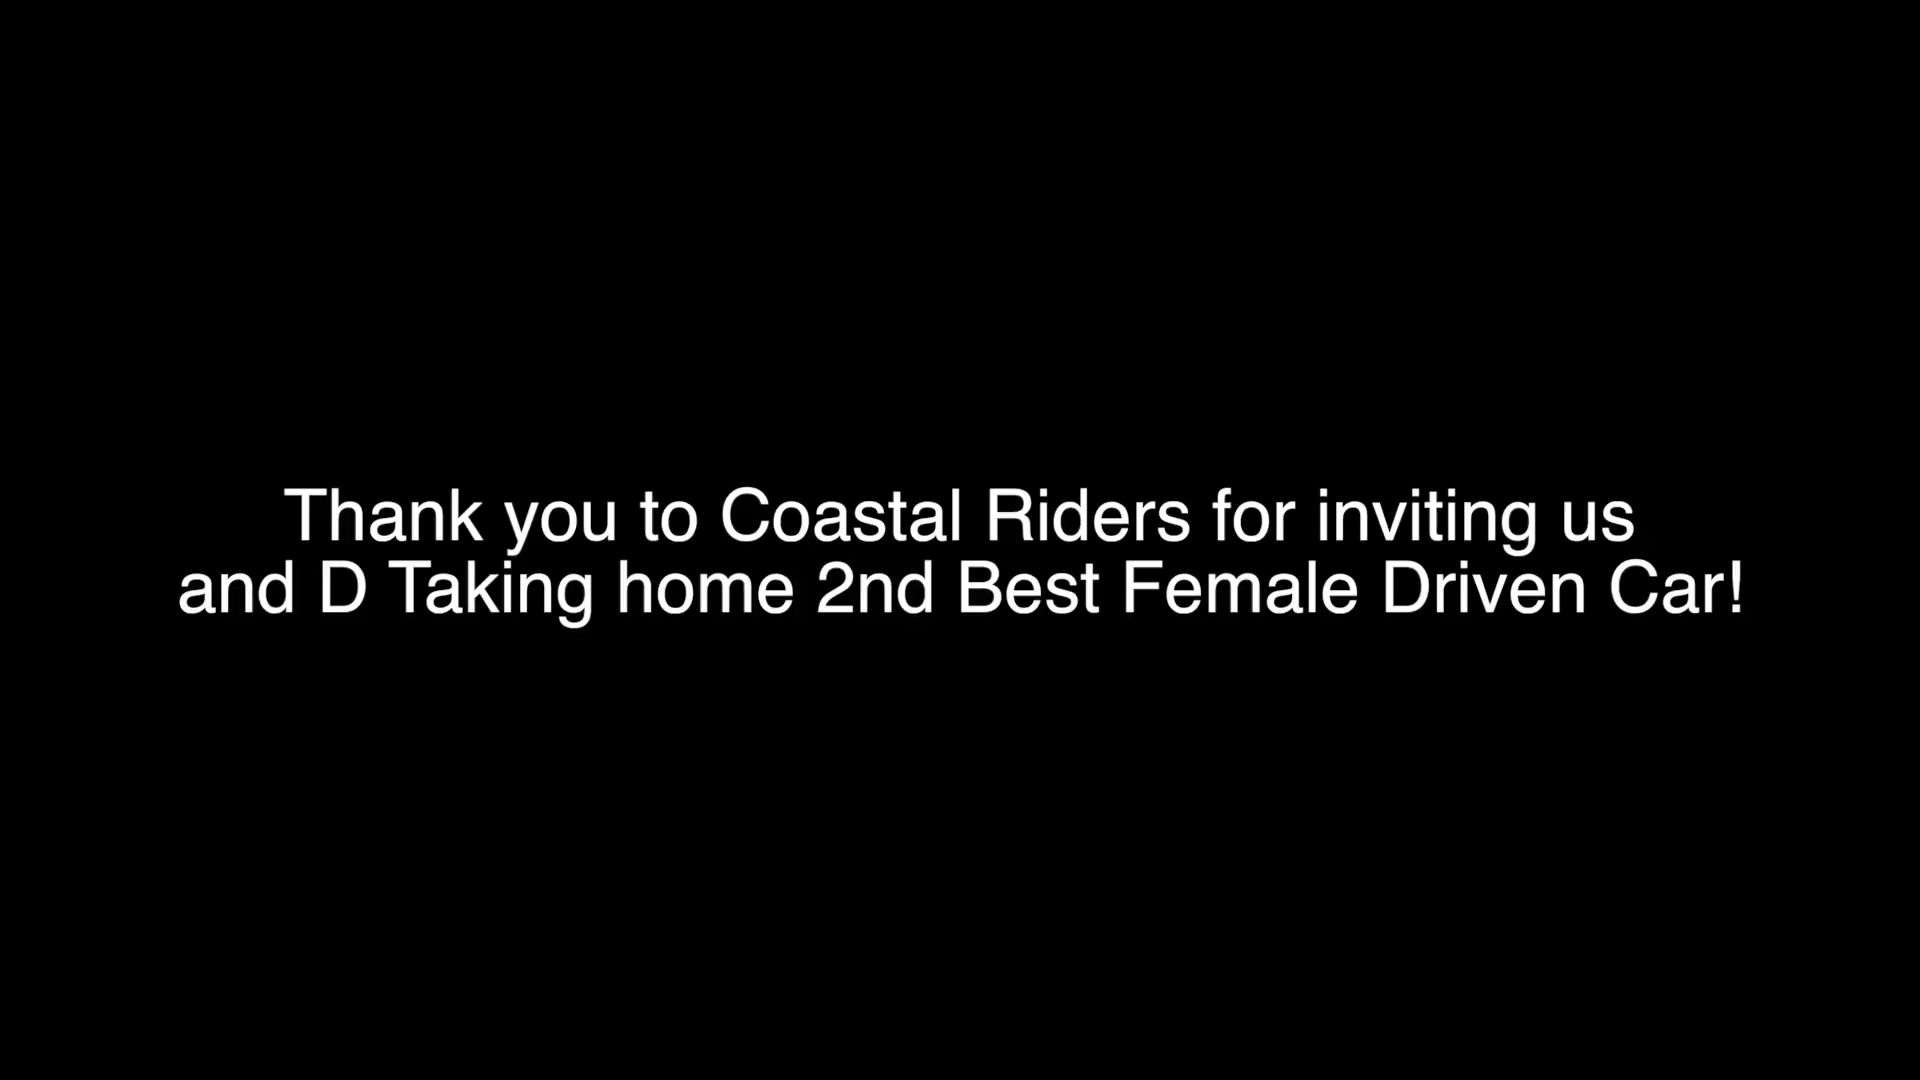 Thank you to Coastal Riders for inviting us
and D Taking home 2nd Best Female Driven Car!